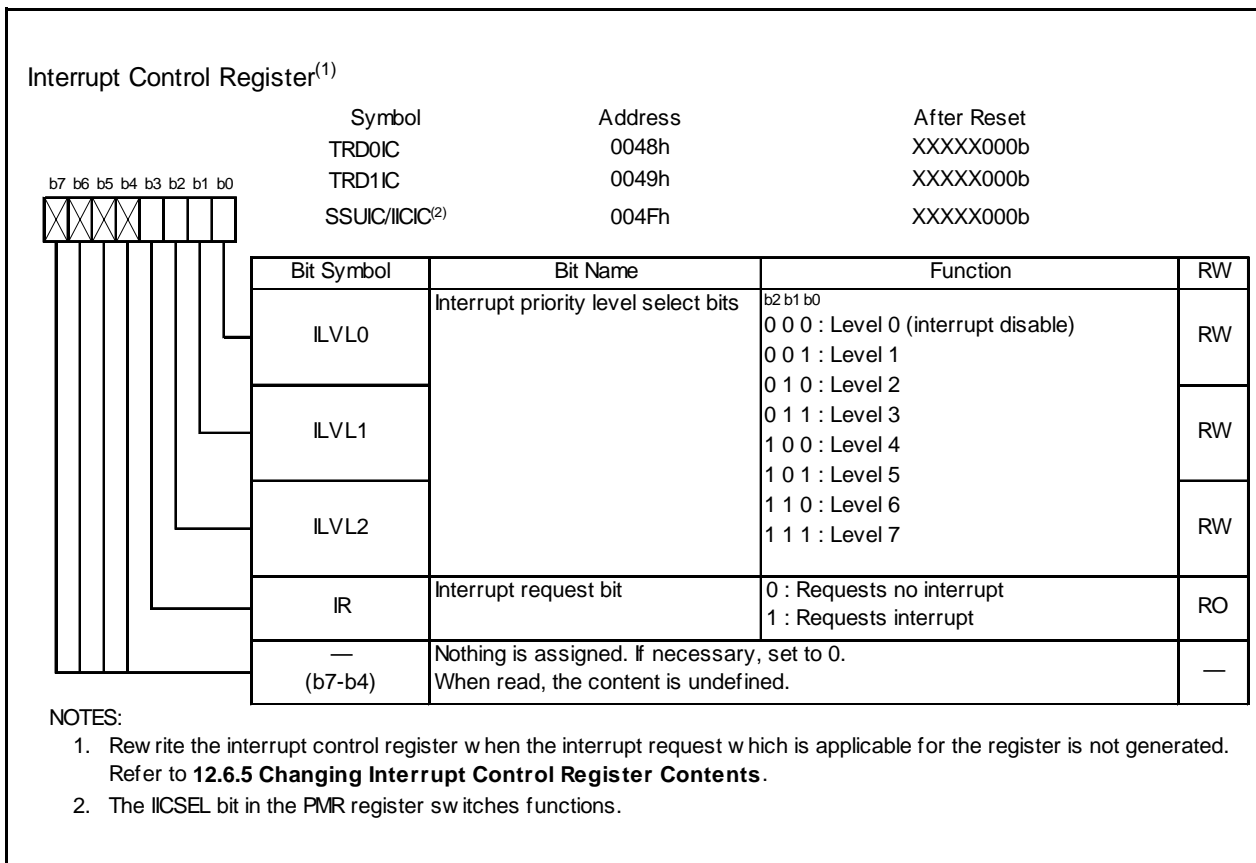 Interrupt Control Register(1)
Symbol Address After Reset
TRD0IC 0048h XXXXX000b
TRD1IC 0049h XXXXX000b
SSUIC/IICIC(2) 004Fh XXXXX000b
b7 b6 b5 b4 b3 b2 b1 b0
Bit Symbol Bit Name Function RW
ILVL0 Interrupt priority level select bits b2 b1 b0
0 0 0 : Level 0 (interrupt disable) RW
0 0 1 : Level 1
0 1 0 : Level 2
ILVL1 0 1 1 : Level 3 RW
1 0 0 : Level 4
1 0 1 : Level 5
ILVL2 1 1 0 : Level 6 RW
1 1 1 : Level 7
IR Interrupt request bit 0 : Requests no interrupt RO
1 : Requests interrupt
— Nothing is assigned. If necessary, set to 0. —
(b7-b4) When read, the content is undefined.
NOTES:
1. Rewrite the interrupt control register when the interrupt request which is applicable for the register is not generated.
Refer to 12.6.5 Changing Interrupt Control Register Contents.
2. The IICSEL bit in the PMR register switches functions.